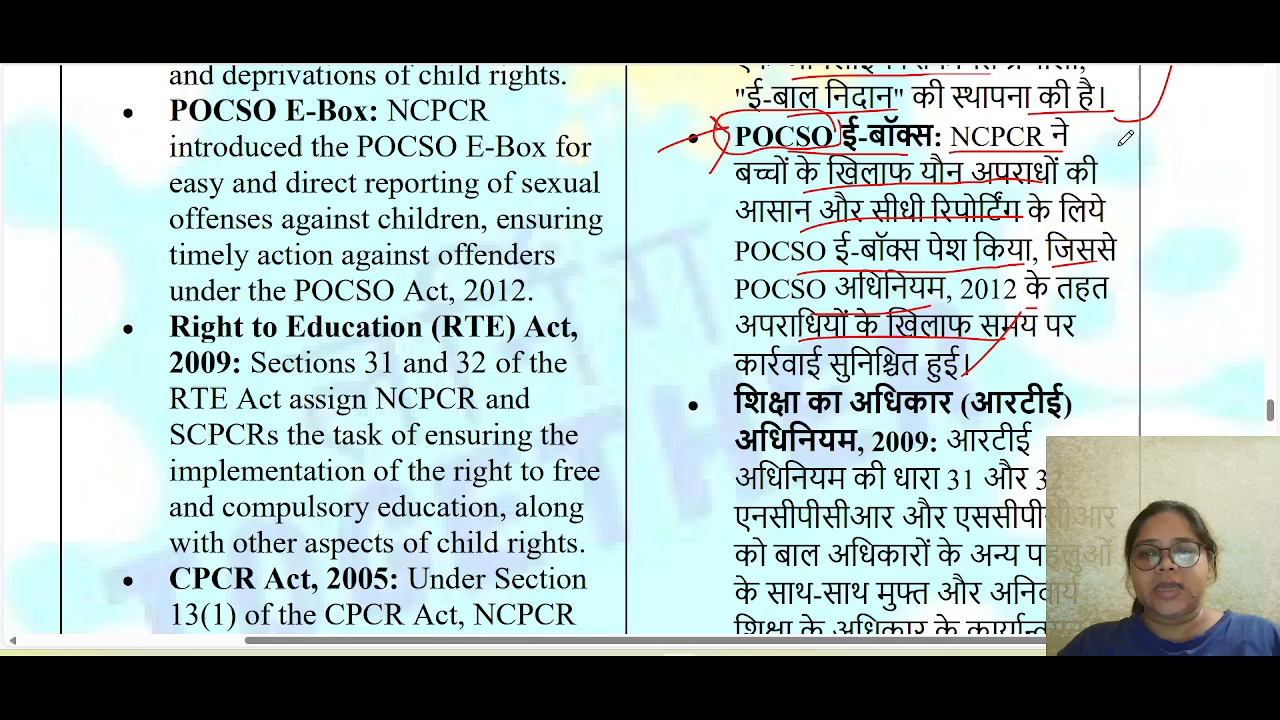 and deprivations of child rights.
POCSO E-Box: NCPCR
introduced the POCSO E-Box for
easy and direct reporting of sexual
offenses against children, ensuring
timely action against offenders
under the POCSO Act, 2012.
Right to Education (RTE) Act,
2009: Sections 31 and 32 of the
RTE Act assign NCPCR and
SCPCRs the task of ensuring the
implementation of the right to free
and compulsory education, along
with other aspects of child rights.
CPCR Act, 2005: Under Section
13(1) of the CPCR Act, NCPCR
"ई-बाल निदान" की स्थापना की है।
POCSO ई-बॉक्स: NCPCR ने
बच्चों के खिलाफ यौन अपराधों की
आसान और सीधी रिपोर्टिंग के लिये
POCSO ई-बॉक्स पेश किया, जिससे
POCSO अधिनियम, 2012 के तहत
अपराधियों के खिलाफ समय पर
कार्रवाई सुनिश्चित हुई।
शिक्षा का अधिकार (आरटीई)
अधिनियम, 2009: आरटीई
अधिनियम की धारा 31 और
एनसीपीसीआर और एससीपीसीआर
को बाल अधिकारों के अन्य पहलुओं
के साथ-साथ मुफ्त और अनिवार्य
शिक्षा के अधिकार के